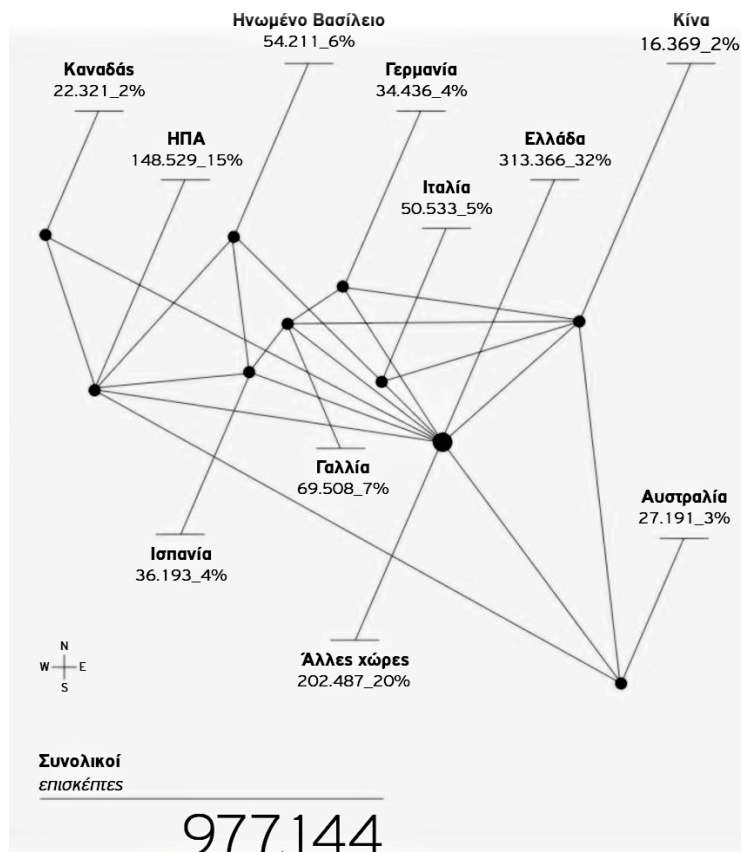 Ηνωμένο Βασίλειο
54.211_6%
Κίνα
16.369_2%
Καναδάς
22.321_2%
Γερμανία
34.436_4%
ΗΠΑ
148.529_15%
Ελλάδα
313.366_32%
Ιταλία
50.533_5%
Γαλλία
69.508_7%
Αυστραλία
27.191_3%
Ισπανία
36.193_4%
Άλλες χώρες
202.487_20%
N
W E
S
Συνολικοί
επισκέπτες
977.144